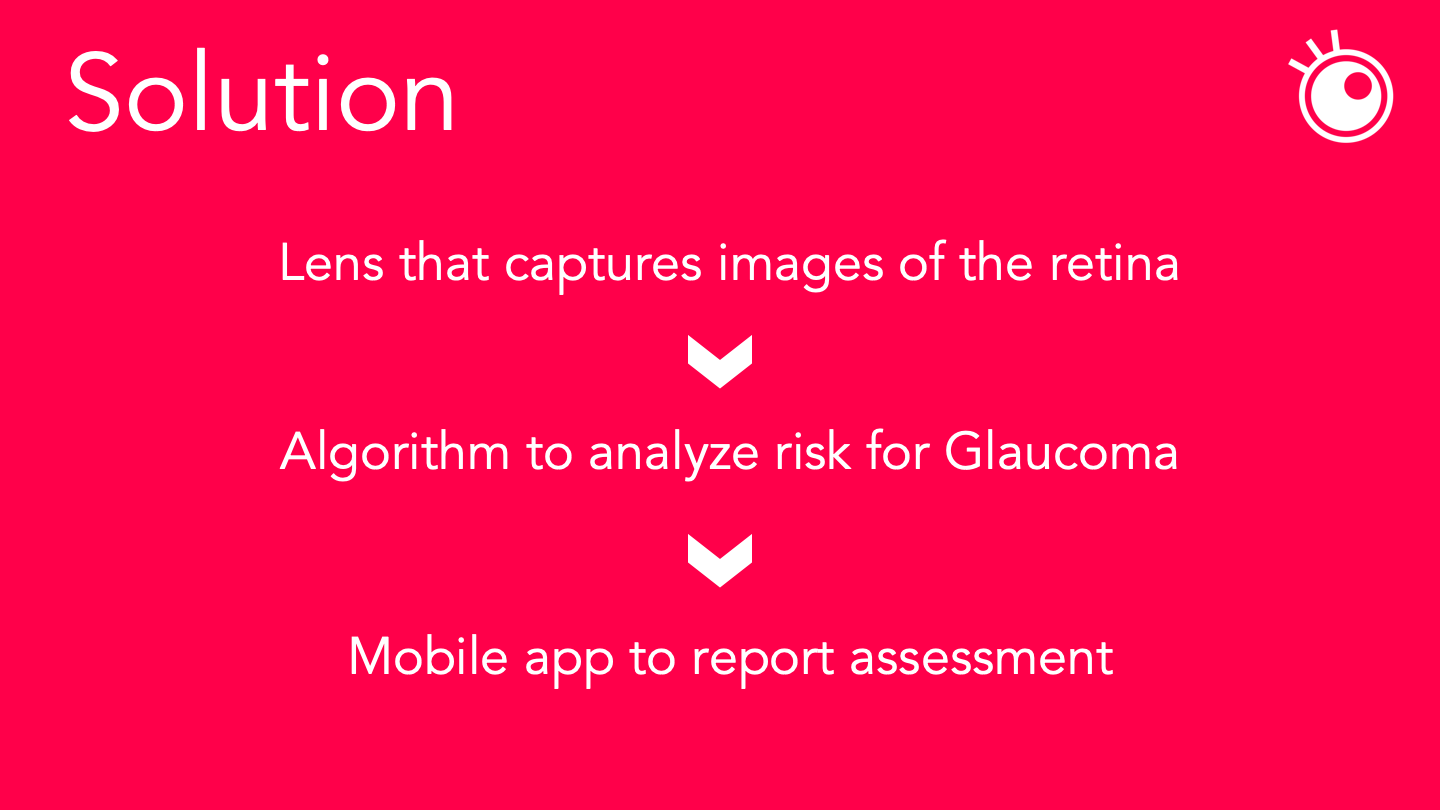 Solution
Lens that captures images of the retina
Algorithm to analyze risk for Glaucoma
Mobile app to report assessment